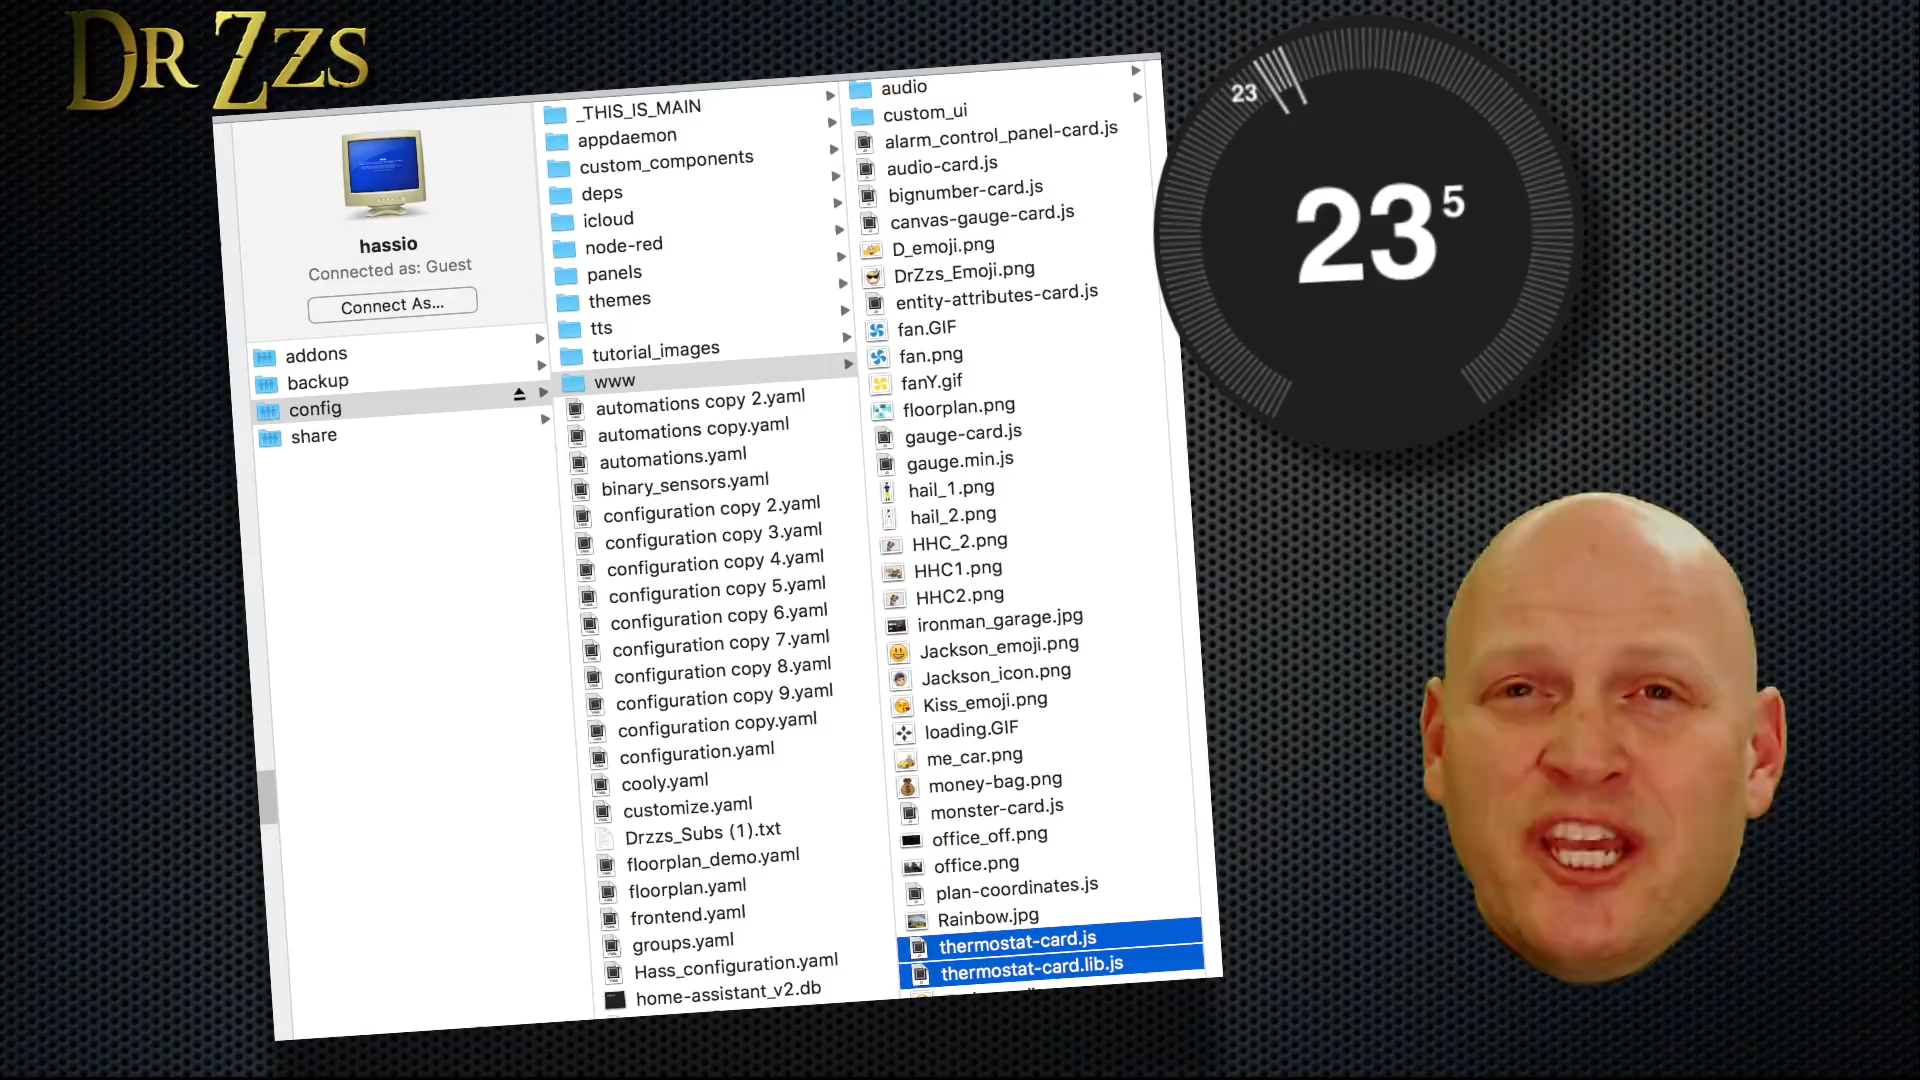 DR ZZS
hassio
Connected as: Guest
Connect As...
addons
backup
config
share
_THIS_IS_MAIN
appdaemon
custom_components
deps
icloud
node-red
panels
themes
tts
tutorial_images
www
automations copy 2.yaml
automations copy.yaml
automations.yaml
binary_sensors.yaml
configuration copy 2.yaml
configuration copy 3.yaml
configuration copy 4.yaml
configuration copy 5.yaml
configuration copy 6.yaml
configuration copy 7.yaml
configuration copy 8.yaml
configuration copy 9.yaml
configuration copy.yaml
configuration.yaml
cooly.yaml
customize.yaml
Drzzs_Subs (1).txt
floorplan_demo.yaml
floorplan.yaml
frontend.yaml
groups.yaml
Hass_configuration.yaml
home-assistant_v2.db
audio
custom_ui
alarm_control_panel-card.js
audio-card.js
bignumber-card.js
canvas-gauge-card.js
D_emoji.png
DrZzs_Emoji.png
entity-attributes-card.js
fan.GIF
fan.png
fanY.gif
floorplan.png
gauge-card.js
gauge.min.js
hail_1.png
hail_2.png
HHC_2.png
HHC1.png
HHC2.png
ironman_garage.jpg
Jackson_emoji.png
Jackson_icon.png
Kiss_emoji.png
loading.GIF
me_car.png
money-bag.png
monster-card.js
office_off.png
office.png
plan-coordinates.js
Rainbow.jpg
thermostat-card.js
thermostat-card.lib.js
23
23 5